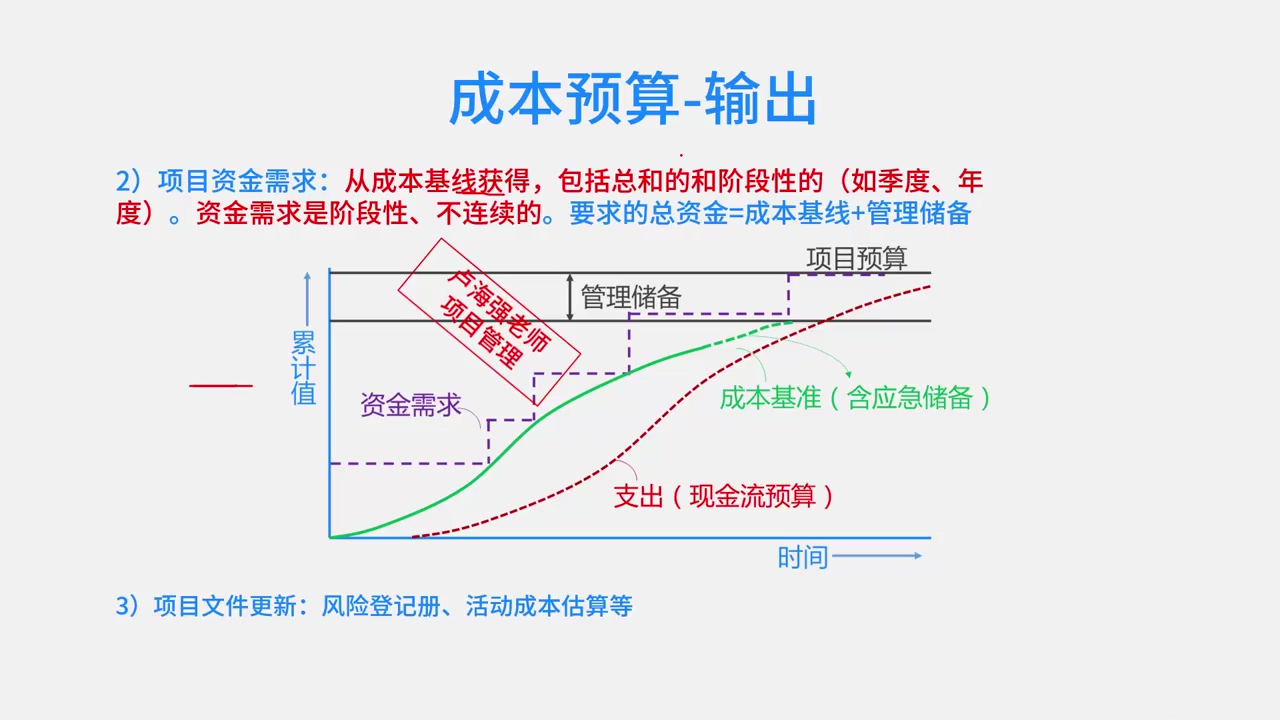 成本预算-输出
2）项目资金需求：从成本基线获得，包括总和的和阶段性的（如季度、年
度）。资金需求是阶段性、不连续的。要求的总资金=成本基线+管理储备
项目预算
管理储备
卢海强老师
项目管理
累计值
资金需求
成本基准（含应急储备）
支出（现金流预算）
时间
3）项目文件更新：风险登记册、活动成本估算等